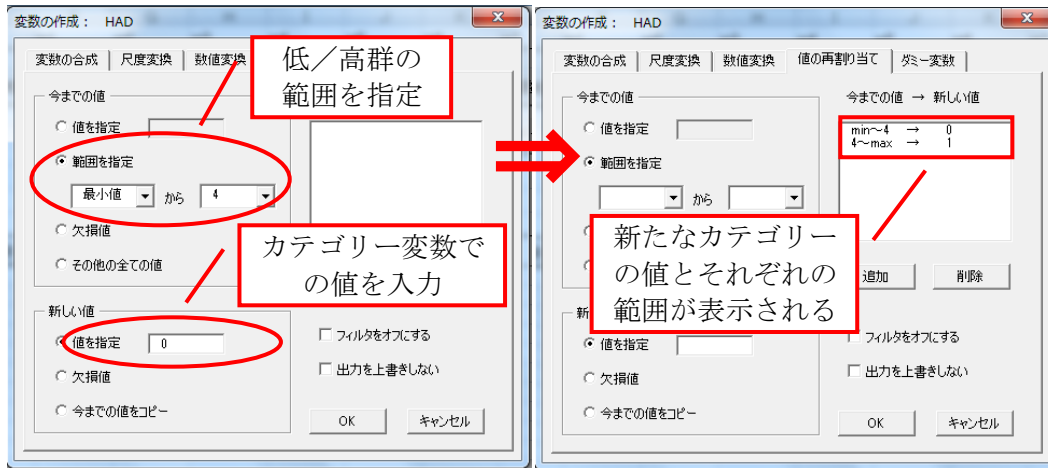 変数の作成： HAD
x
変数の合成
尺度変換
数値変換
低／高群の
範囲を指定
今までの値
値を指定
範囲を指定
最小値
から
4
欠損値
その他の全ての値
カテゴリー変数で
の値を入力
新しい値
値を指定
0
欠損値
今までの値をコピー
フィルタをオフにする
出力を上書きしない
OK
キャンセル
変数の作成： HAD
x
変数の合成
尺度変換
数値変換
値の再割り当て
ダミー変数
今までの値
値を指定
範囲を指定
から
今までの値 → 新しい値
min～4 → 0
4～max → 1
新たなカテゴリー
の値とそれぞれの
範囲が表示される
追加
削除
新
値を指定
欠損値
今までの値をコピー
フィルタをオフにする
出力を上書きしない
OK
キャンセル